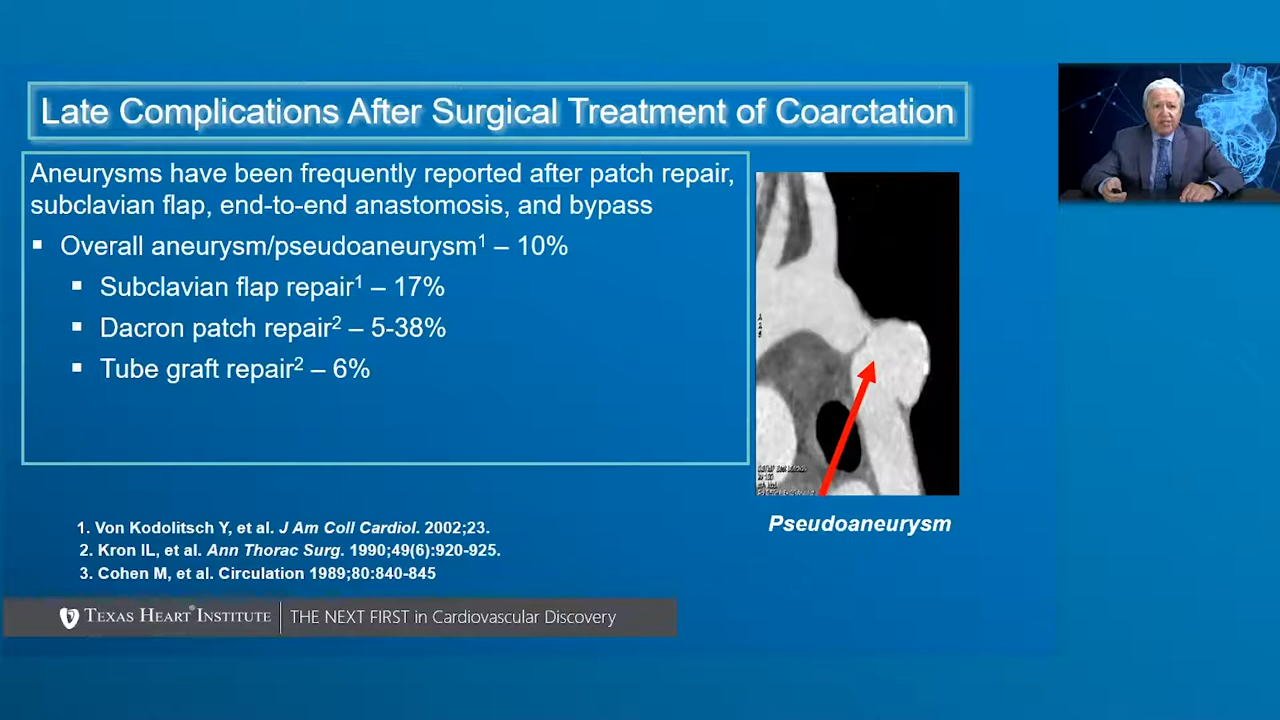 Late Complications After Surgical Treatment of Coarctation
Aneurysms have been frequently reported after patch repair,
subclavian flap, end-to-end anastomosis, and bypass
▪ Overall aneurysm/pseudoaneurysm¹ – 10%
▪ Subclavian flap repair¹ – 17%
▪ Dacron patch repair² – 5-38%
▪ Tube graft repair² – 6%
Pseudoaneurysm
1. Von Kodolitsch Y, et al. J Am Coll Cardiol. 2002;23.
2. Kron IL, et al. Ann Thorac Surg. 1990;49(6):920-925.
3. Cohen M, et al. Circulation 1989;80:840-845
TEXAS HEART® INSTITUTE
THE NEXT FIRST in Cardiovascular Discovery